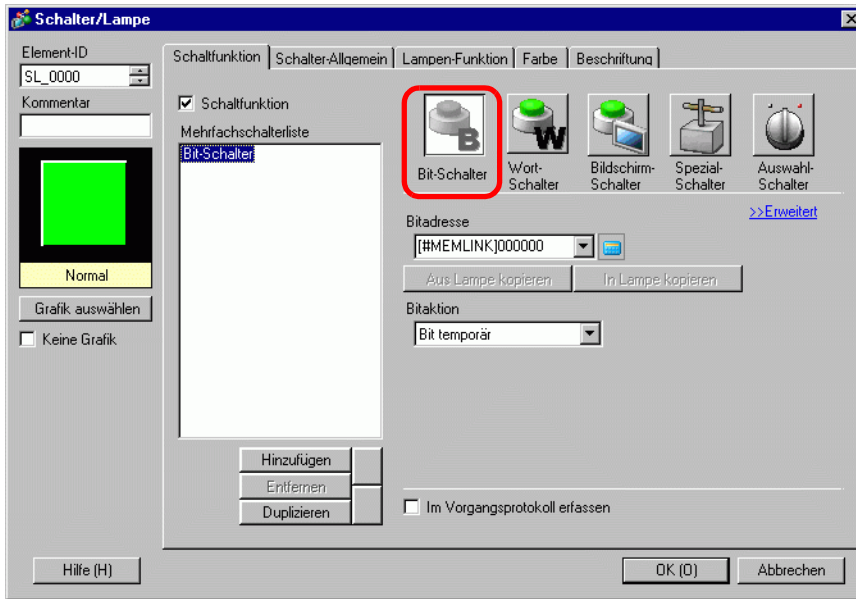 Schalter/Lampe
Element-ID
SL_0000
Kommentar
Normal
Grafik auswählen
Keine Grafik
Schaltfunktion
Schalter-Allgemein
Lampen-Funktion
Farbe
Beschriftung
Schaltfunktion
Mehrfachschalterliste
Bit-Schalter
Hinzufügen
Entfernen
Duplizieren
B
Bit-Schalter
W
Wort-
Schalter
Bildschirm-
Schalter
Spezial-
Schalter
Auswahl-
Schalter
>>Erweitert
Bitadresse
[#MEMLINK]000000
Aus Lampe kopieren
In Lampe kopieren
Bitaktion
Bit temporär
Im Vorgangsprotokoll erfassen
Hilfe (H)
OK (O)
Abbrechen